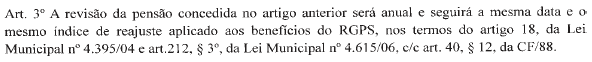 Art. 3º A revisão da pensão concedida no artigo anterior será anual e seguirá a mesma data e o
mesmo índice de reajuste aplicado aos benefícios do RGPS, nos termos do artigo 18, da Lei
Municipal nº 4.395/04 e art.212, § 3º, da Lei Municipal nº 4.615/06, c/c art. 40, § 12, da CF/88.